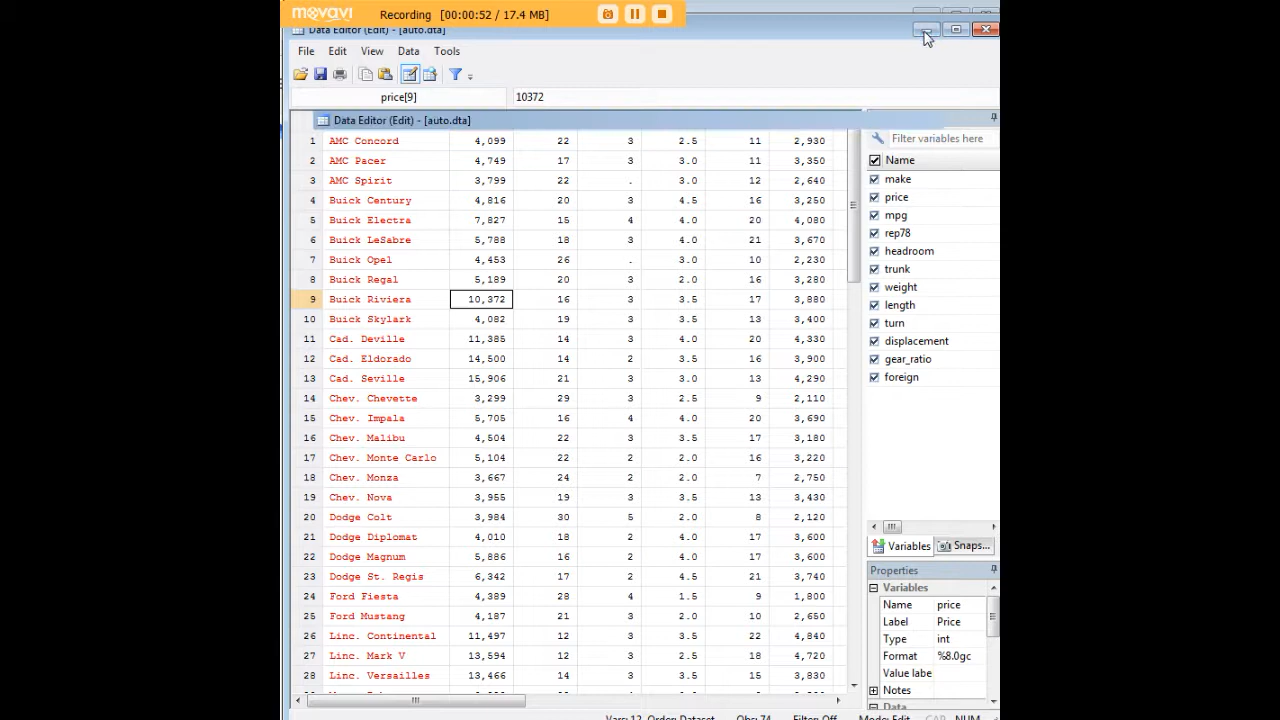 movavi Recording [00:00:52 / 17.4 MB]
Data Editor (Edit) - [auto.dta]
File Edit View Data Tools
price[9] 10372
Data Editor (Edit) - [auto.dta]
1 AMC Concord 4,099 22 3 2.5 11 2,930
2 AMC Pacer 4,749 17 3 3.0 11 3,350
3 AMC Spirit 3,799 22 . 3.0 12 2,640
4 Buick Century 4,816 20 3 4.5 16 3,250
5 Buick Electra 7,827 15 4 4.0 20 4,080
6 Buick LeSabre 5,788 18 3 4.0 21 3,670
7 Buick Opel 4,453 26 . 3.0 10 2,230
8 Buick Regal 5,189 20 3 2.0 16 3,280
9 Buick Riviera 10,372 16 3 3.5 17 3,880
10 Buick Skylark 4,082 19 3 3.5 13 3,400
11 Cad. Deville 11,385 14 3 4.0 20 4,330
12 Cad. Eldorado 14,500 14 2 3.5 16 3,900
13 Cad. Seville 15,906 21 3 3.0 13 4,290
14 Chev. Chevette 3,299 29 3 2.5 9 2,110
15 Chev. Impala 5,705 16 4 4.0 20 3,690
16 Chev. Malibu 4,504 22 3 3.5 17 3,180
17 Chev. Monte Carlo 5,104 22 2 2.0 16 3,220
18 Chev. Monza 3,667 24 2 2.0 7 2,750
19 Chev. Nova 3,955 19 3 3.5 13 3,430
20 Dodge Colt 3,984 30 5 2.0 8 2,120
21 Dodge Diplomat 4,010 18 2 4.0 17 3,600
22 Dodge Magnum 5,886 16 2 4.0 17 3,600
23 Dodge St. Regis 6,342 17 2 4.5 21 3,740
24 Ford Fiesta 4,389 28 4 1.5 9 1,800
25 Ford Mustang 4,187 21 3 2.0 10 2,650
26 Linc. Continental 11,497 12 3 3.5 22 4,840
27 Linc. Mark V 13,594 12 3 2.5 18 4,720
28 Linc. Versailles 13,466 14 3 3.5 15 3,830
Filter variables here
Name
make
price
mpg
rep78
headroom
trunk
weight
length
turn
displacement
gear_ratio
foreign
Variables Snaps...
Properties
Variables
Name price
Label Price
Type int
Format %8.0gc
Value labe
Notes
Data
Vars: 12 Order: Dataset Obs: 74 Filter: Off Mode: Edit CAP NUM